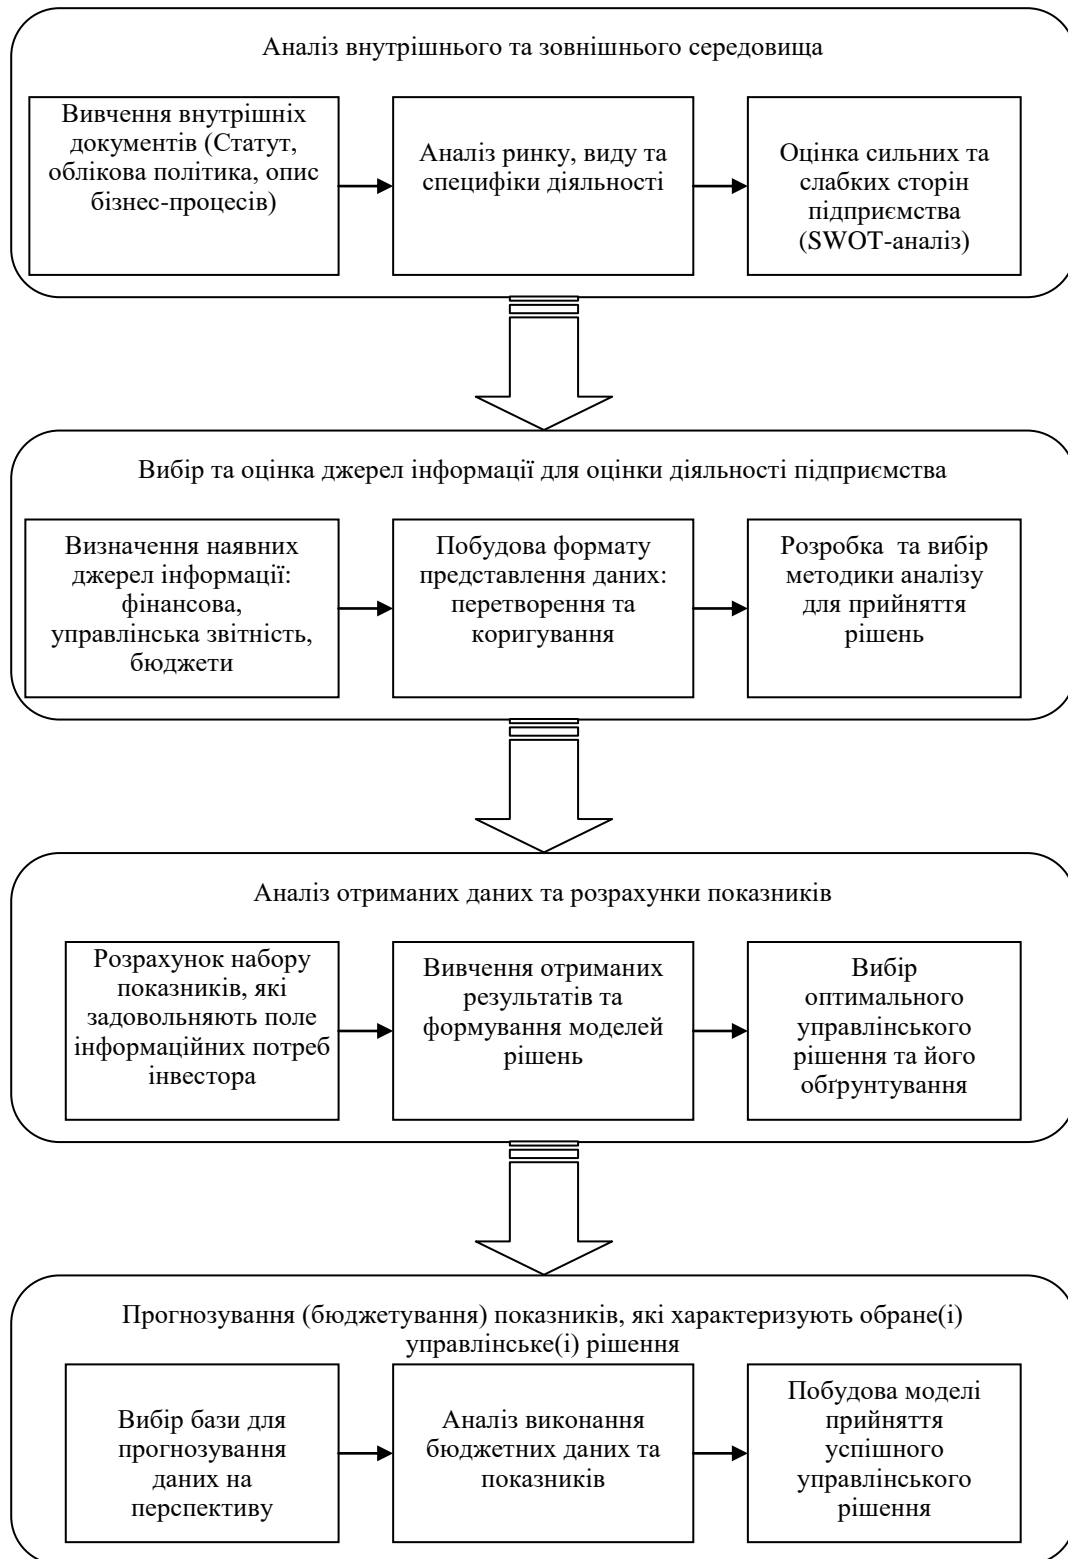 Аналіз внутрішнього та зовнішнього середовища
Вивчення внутрішніх
документів (Статут,
облікова політика, опис
бізнес-процесів)
Аналіз ринку, виду та
специфіки діяльності
Оцінка сильних та
слабких сторін
підприємства
(SWOT-аналіз)
Вибір та оцінка джерел інформації для оцінки діяльності підприємства
Визначення наявних
джерел інформації:
фінансова,
управлінська звітність,
бюджети
Побудова формату
представлення даних:
перетворення та
коригування
Розробка та вибір
методики аналізу
для прийняття
рішень
Аналіз отриманих даних та розрахунки показників
Розрахунок набору
показників, які
задовольняють поле
інформаційних потреб
інвестора
Вивчення отриманих
результатів та
формування моделей
рішень
Вибір
оптимального
управлінського
рішення та його
обґрунтування
Прогнозування (бюджетування) показників, які характеризують обране(і)
управлінське(і) рішення
Вибір бази для
прогнозування
даних на
перспективу
Аналіз виконання
бюджетних даних та
показників
Побудова моделі
прийняття
успішного
управлінського
рішення